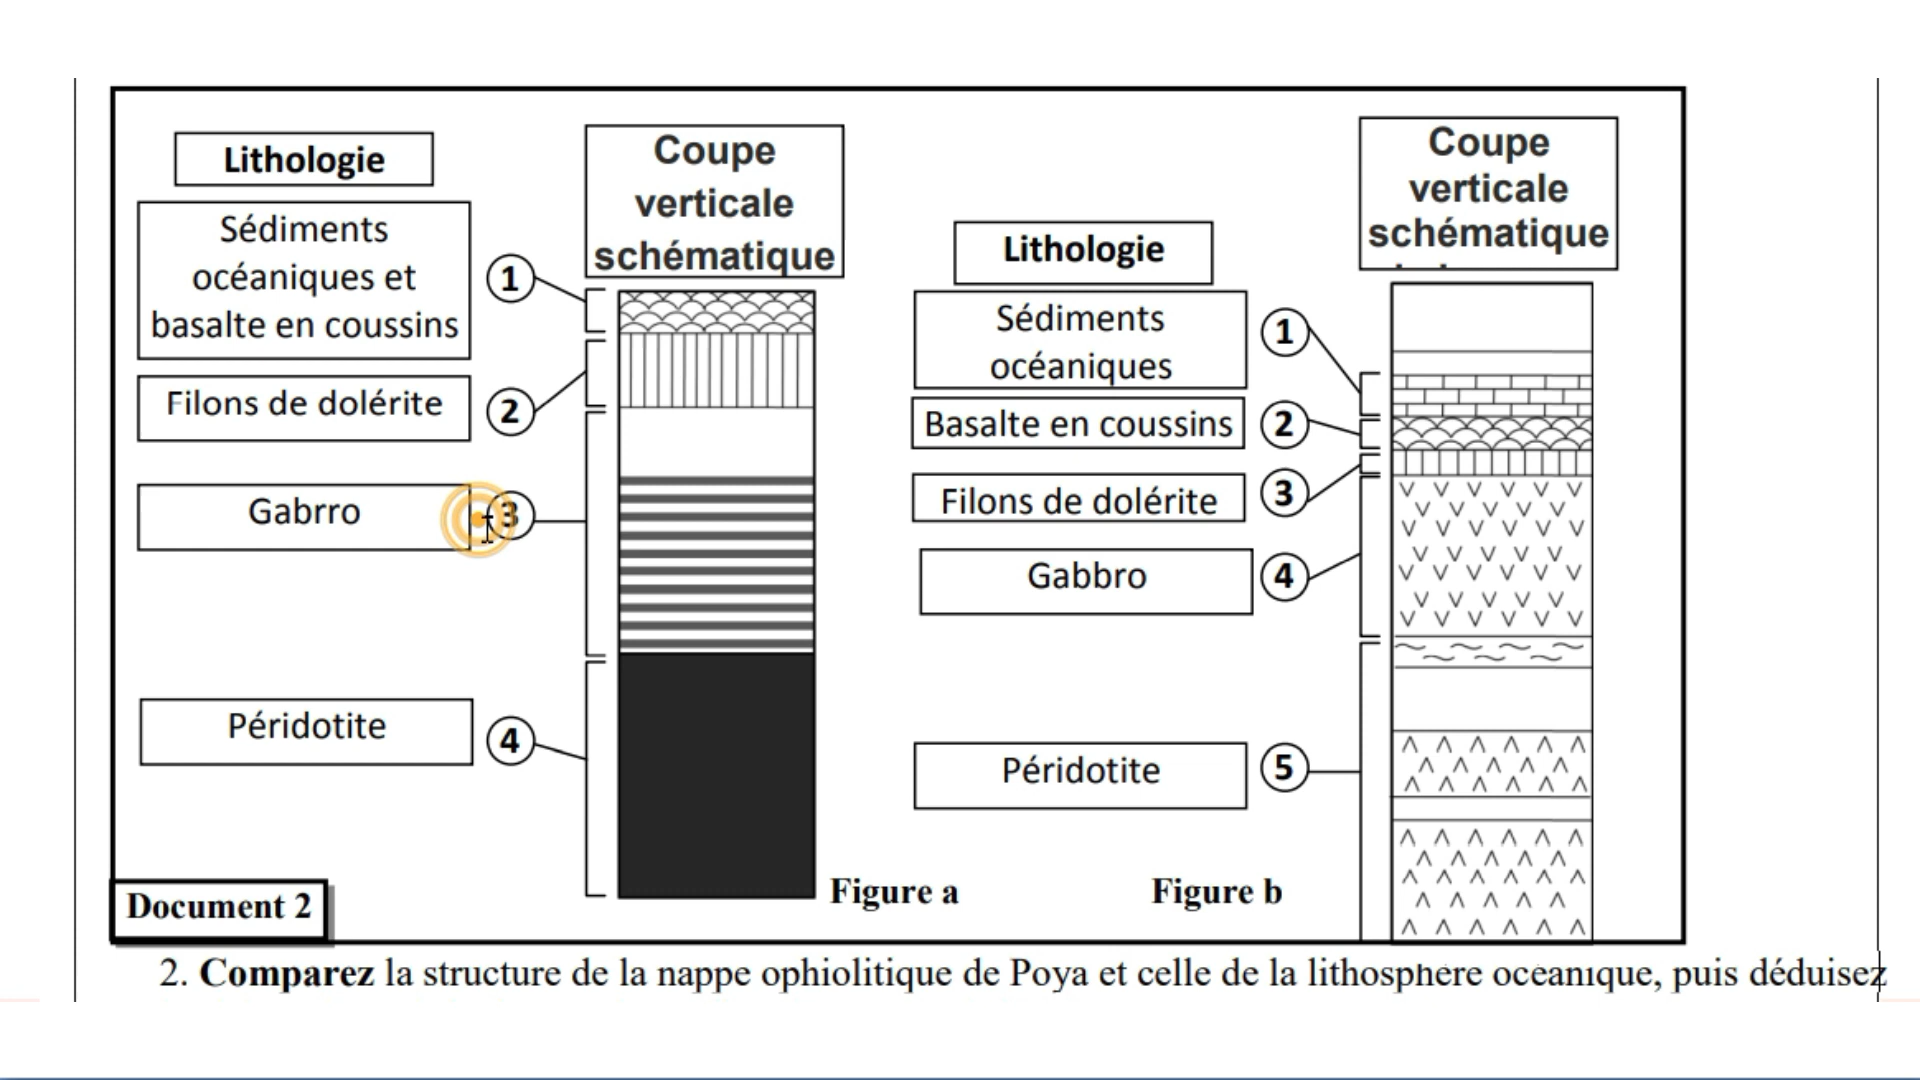 Lithologie
Sédiments
océaniques et
basalte en coussins
Filons de dolérite
Gabrro
Péridotite
1
2
3
4
Coupe
verticale
schématique
Figure a
Lithologie
Sédiments
océaniques
Basalte en coussins
Filons de dolérite
Gabbro
Péridotite
1
2
3
4
5
Coupe
verticale
schématique
Figure b
Document 2
2. Comparez la structure de la nappe ophiolitique de Poya et celle de la lithosphère océanique, puis déduisez